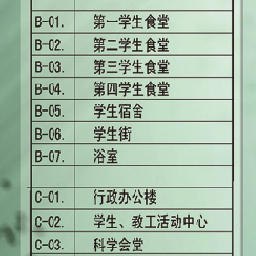 B-01. 第一学生食堂
B-02. 第二学生食堂
B-03. 第三学生食堂
B-04. 第四学生食堂
B-05. 学生宿舍
B-06. 学生街
B-07. 浴室
C-01. 行政办公楼
C-02. 学生、教工活动中心
C-03. 科学会堂